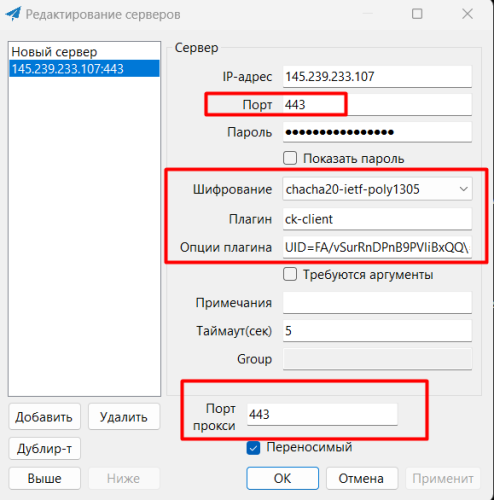 Редактирование серверов
Новый сервер
145.239.233.107:443
Сервер
IP-адрес 145.239.233.107
Порт 443
Пароль ●●●●●●●●●●●●●●●●
Показать пароль
Шифрование chacha20-ietf-poly1305
Плагин ck-client
Опции плагина UID=FA/vSurRnDPnB9PVliBxQQ\
Требуются аргументы
Примечания
Таймаут(сек) 5
Group
Порт прокси 443
Переносимый
Добавить Удалить
Дублир-т
Выше Ниже
OK Отмена Применит